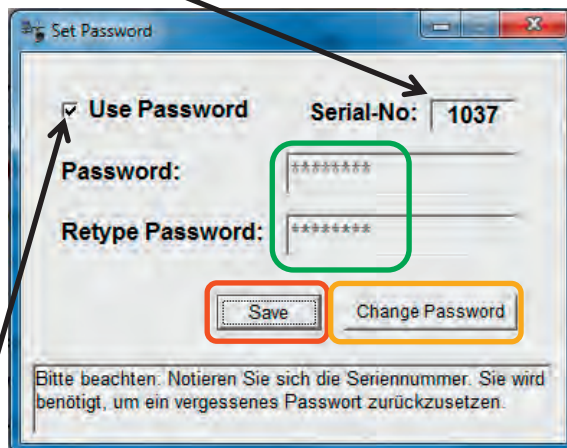 Set Password
Use Password Serial-No: 1037
Password: ********
Retype Password: ********
Save Change Password
Bitte beachten: Notieren Sie sich die Seriennummer. Sie wird
benötigt, um ein vergessenes Passwort zurückzusetzen.